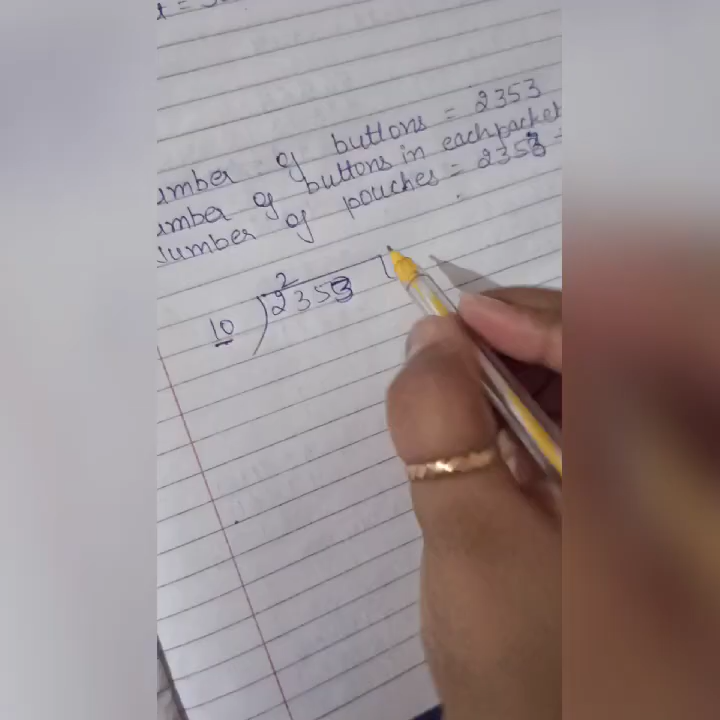 umber of buttons = 2353
umber of buttons in each packet
Number of pouches = 2353
2
10 ) 2353